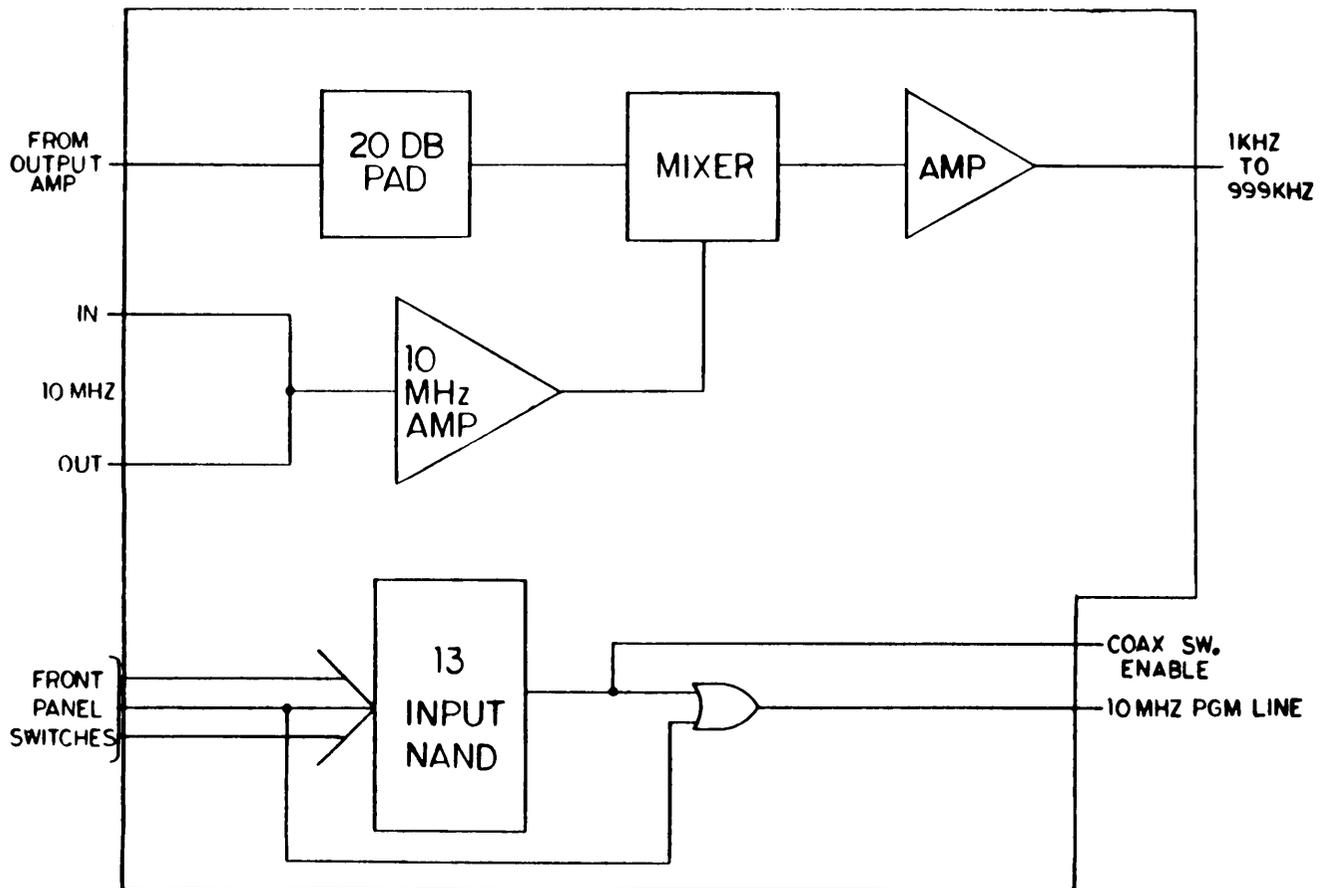 FROM
OUTPUT
AMP
20 DB
PAD
MIXER
AMP
1KHZ
TO
999KHZ
IN
10 MHZ
OUT
10
MHz
AMP
FRONT
PANEL
SWITCHES
13
INPUT
NAND
COAX SW.
ENABLE
10 MHZ PGM LINE